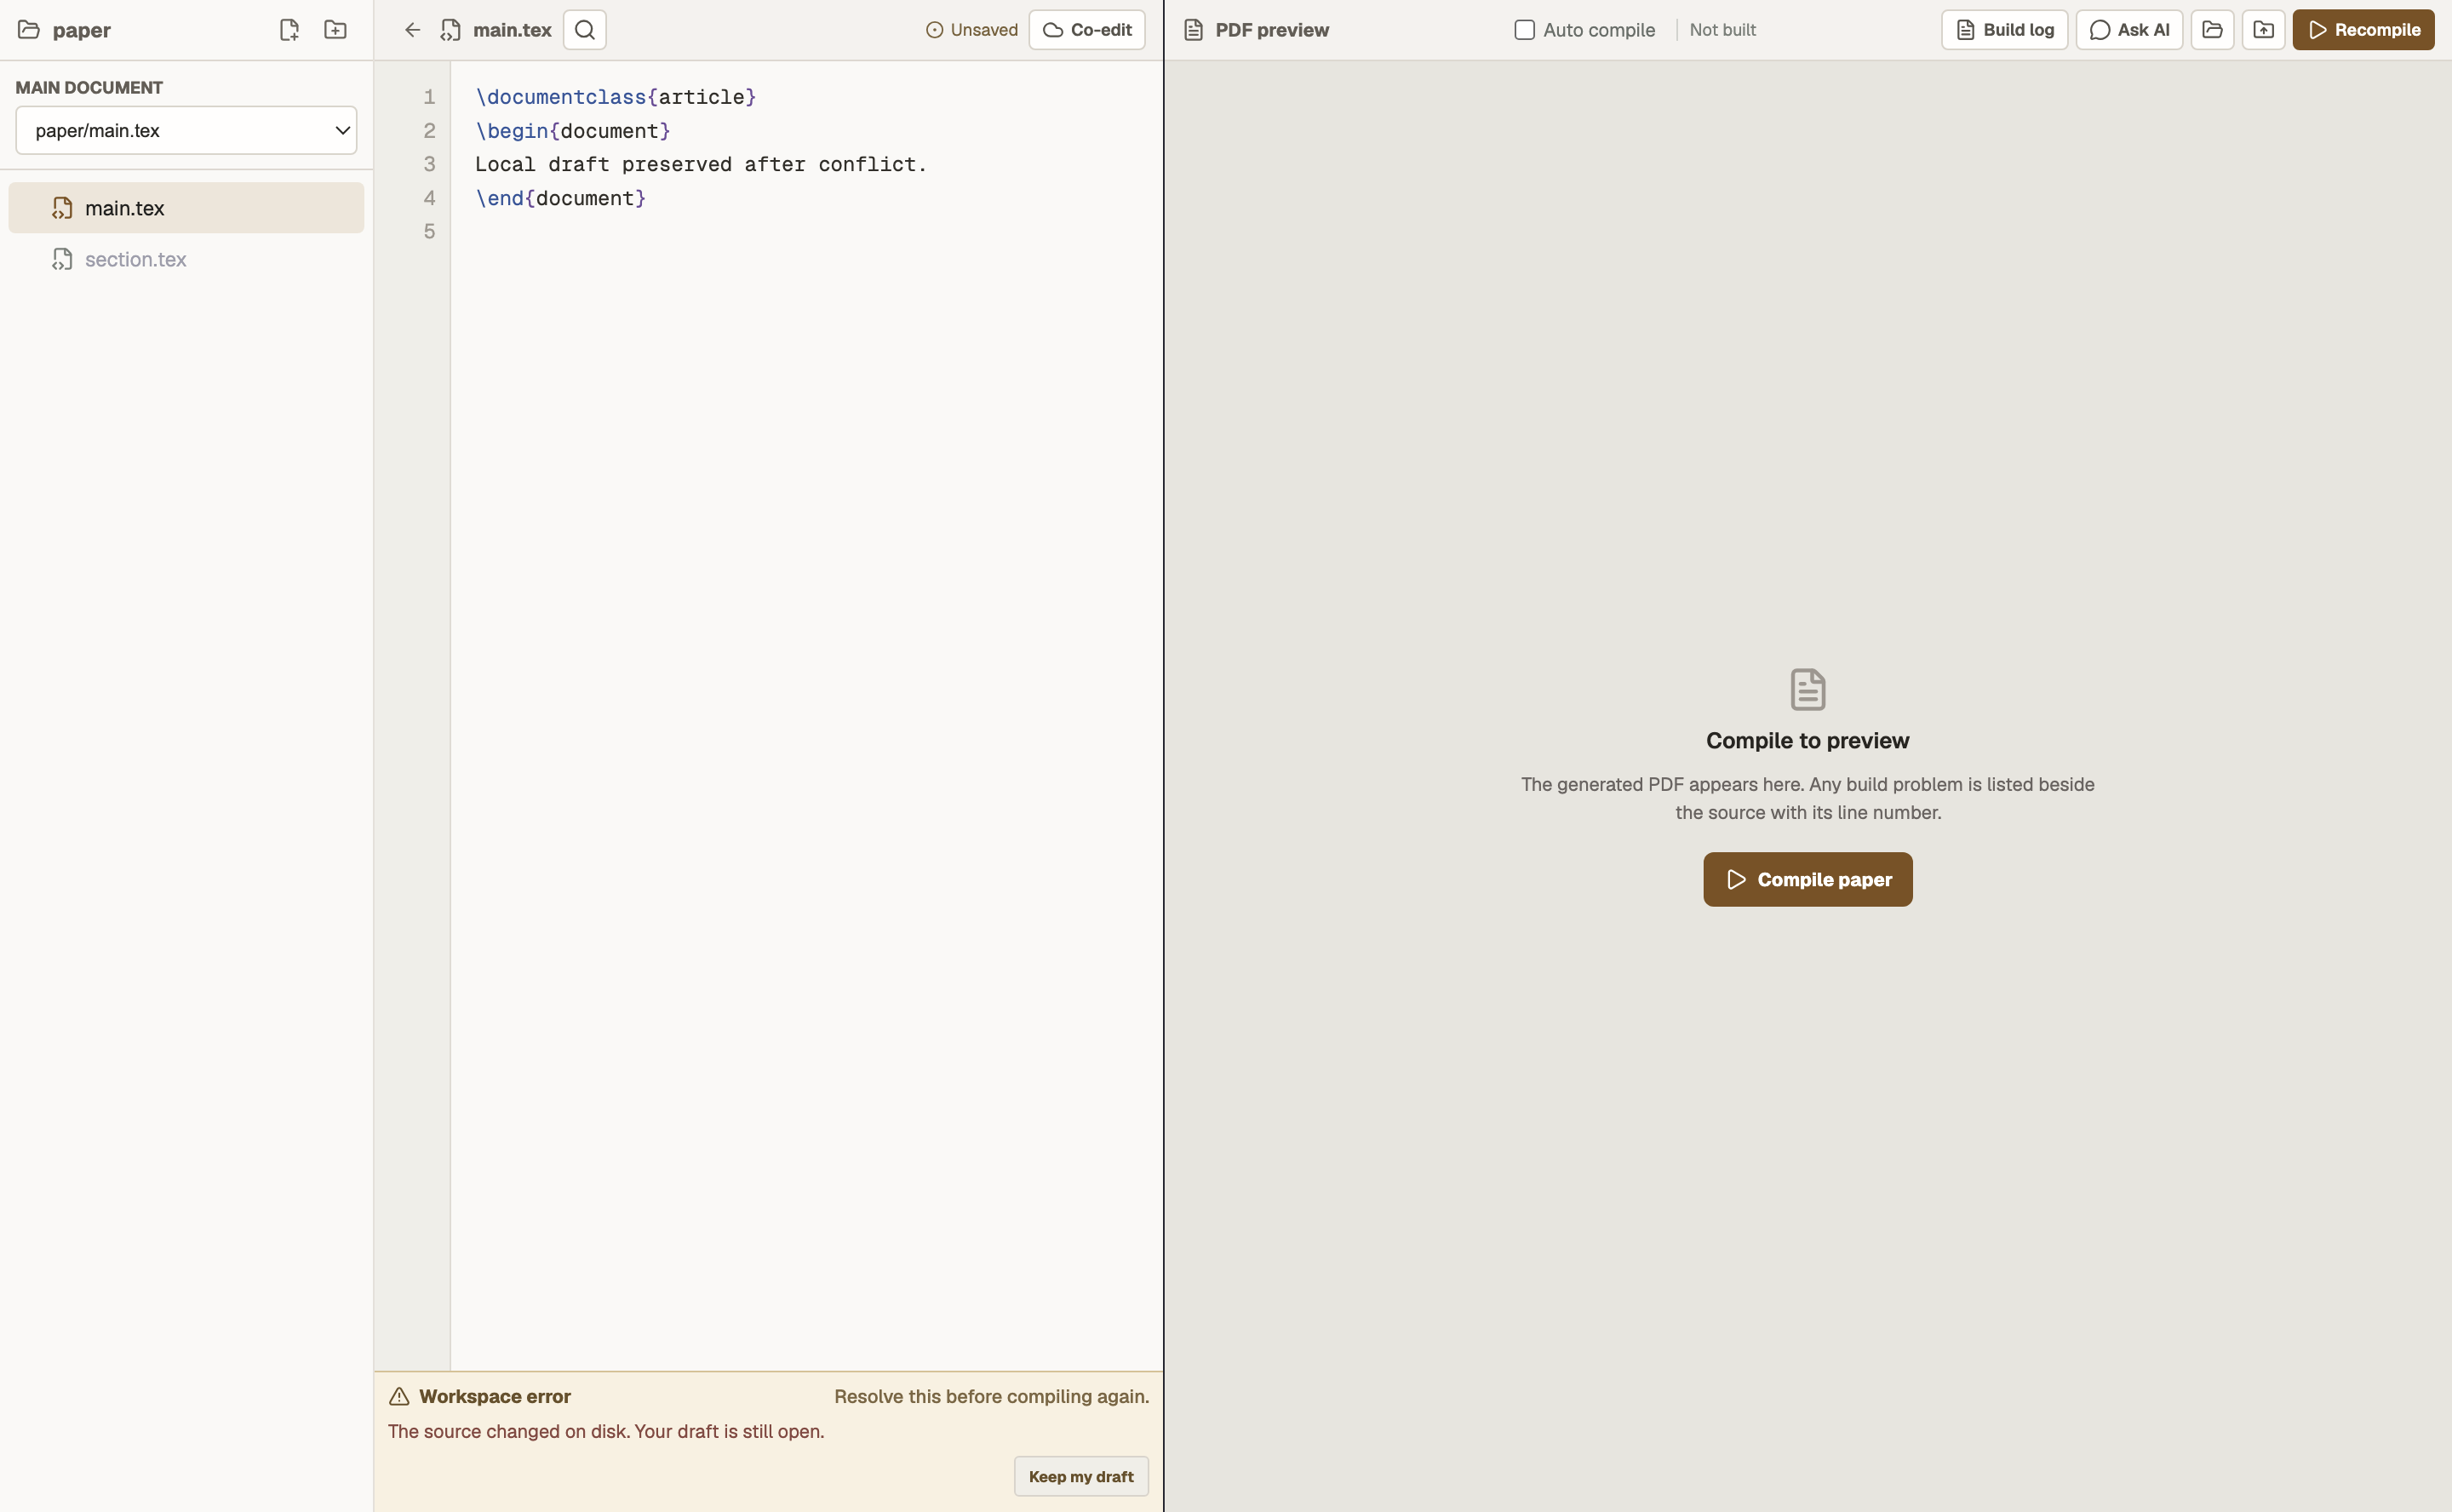 paper
MAIN DOCUMENT
paper/main.tex
main.tex
section.tex
main.tex
Unsaved
Co-edit
1 \documentclass{article}
2 \begin{document}
3 Local draft preserved after conflict.
4 \end{document}
5
Workspace error
Resolve this before compiling again.
The source changed on disk. Your draft is still open.
Keep my draft
PDF preview
Auto compile
Not built
Build log
Ask AI
Recompile
Compile to preview
The generated PDF appears here. Any build problem is listed beside
the source with its line number.
Compile paper